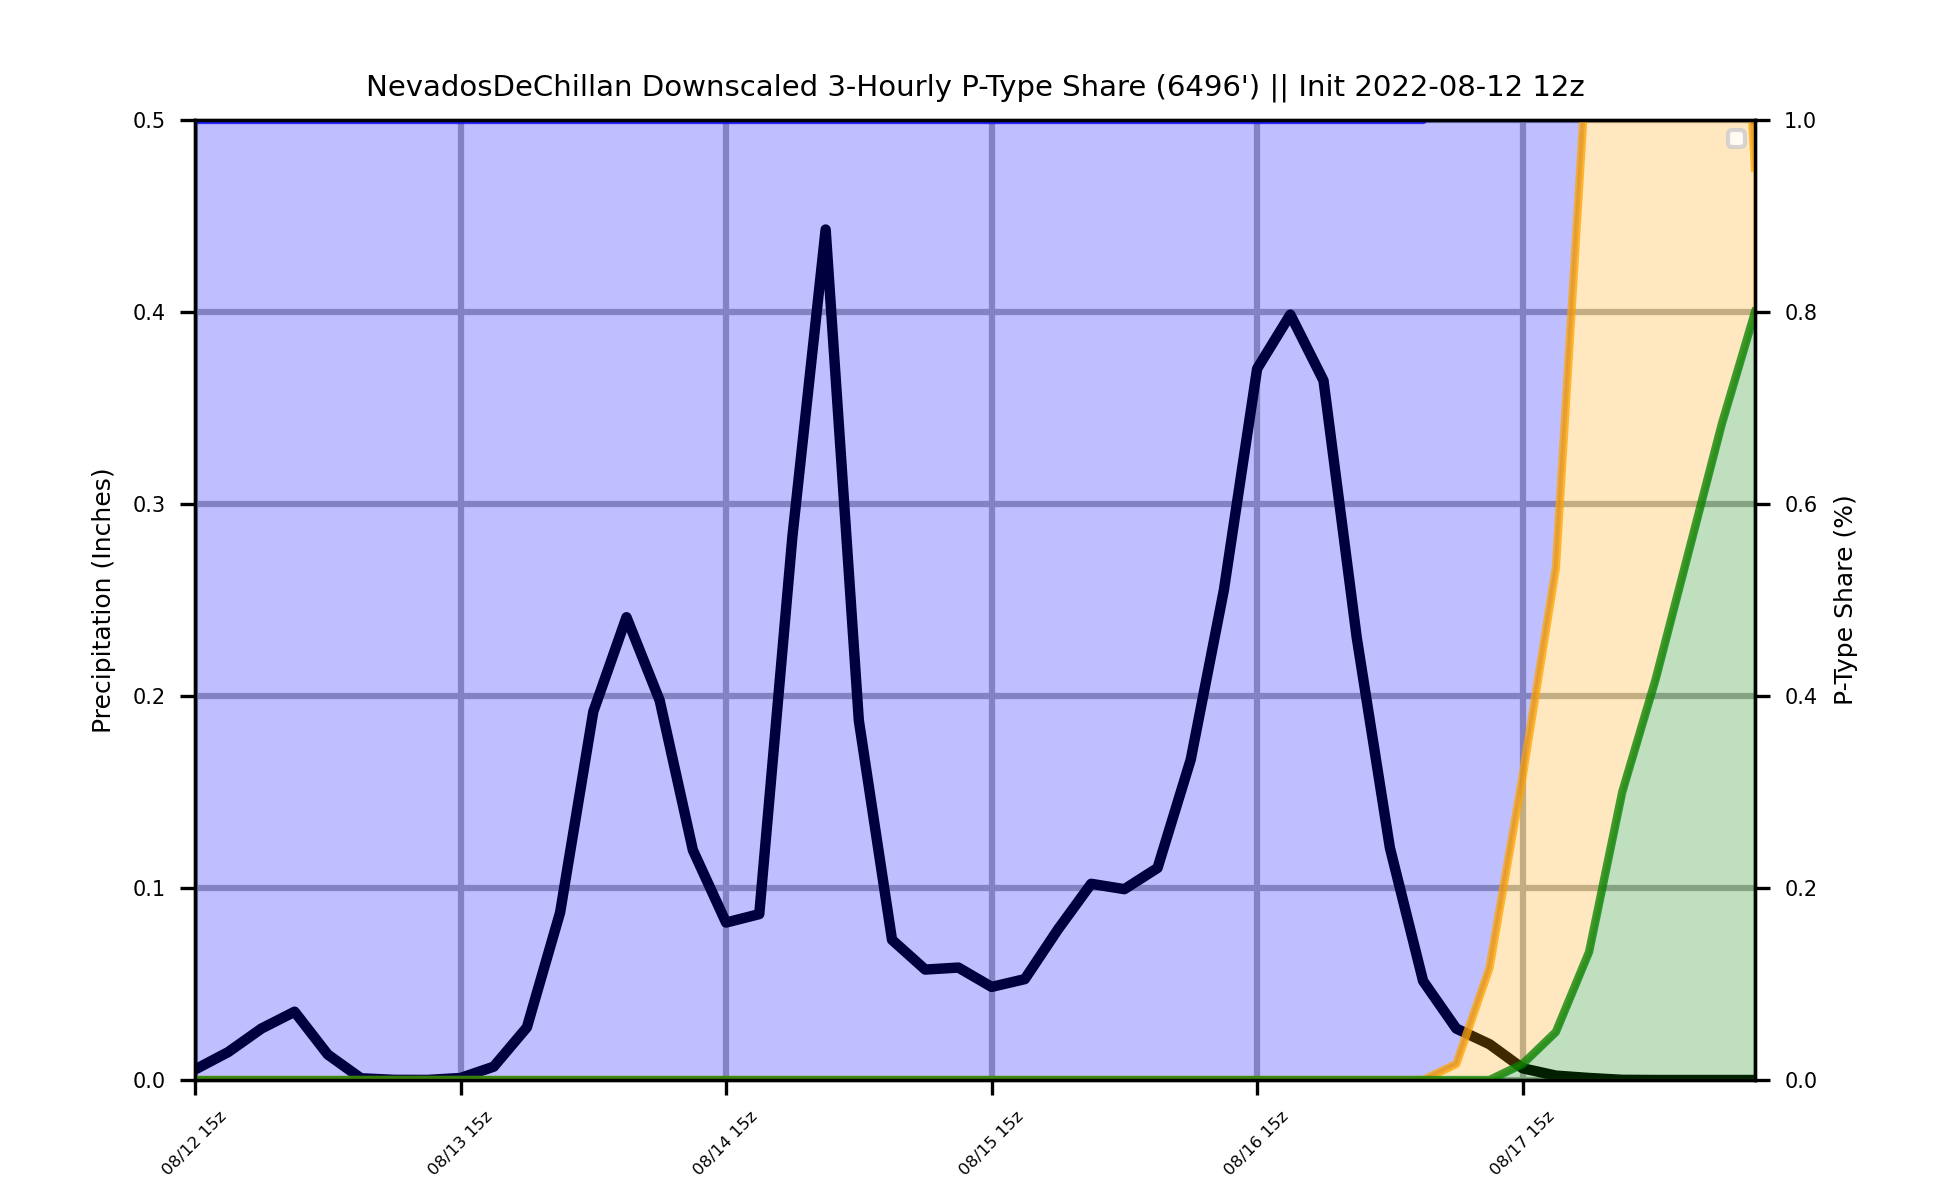 NevadosDeChillan Downscaled 3-Hourly P-Type Share (6496') || Init 2022-08-12 12z
0.5
0.4
0.3
0.2
0.1
0.0
Precipitation (Inches)
1.0
0.8
0.6
0.4
0.2
0.0
P-Type Share (%)
08/12 15z
08/13 15z
08/14 15z
08/15 15z
08/16 15z
08/17 15z